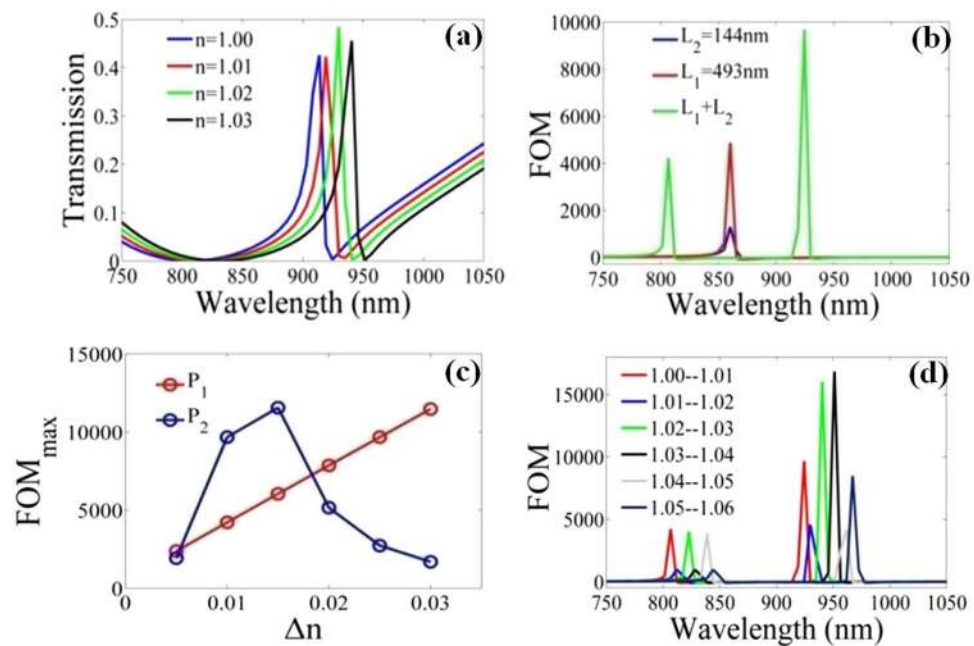 (a)
n=1.00
n=1.01
n=1.02
n=1.03
Transmission
0.5
0.4
0.3
0.2
0.1
0
750 800 850 900 950 1000 1050
Wavelength (nm)
(b)
L₂=144nm
L₁=493nm
L₁+L₂
FOM
10000
8000
6000
4000
2000
0
750 800 850 900 950 1000 1050
Wavelength (nm)
(c)
P₁
P₂
FOMmax
15000
10000
5000
0
0 0.01 0.02 0.03
Δn
(d)
1.00--1.01
1.01--1.02
1.02--1.03
1.03--1.04
1.04--1.05
1.05--1.06
FOM
15000
10000
5000
0
750 800 850 900 950 1000 1050
Wavelength (nm)